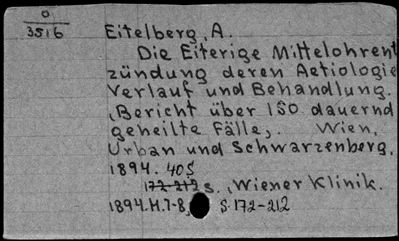 O
3516
Eitelberg, A.
Die Eiterige Mittelohrent
zündung deren Aetiologie
Verlauf und Behandlung.
(Bericht über 150 dauernd
geheilte Fälle). Wien,
Urban und Schwarzenberg,
1894. 40 S
172-212 s. (Wiener Klinik.
1894. H. 7-8) S. 172-212